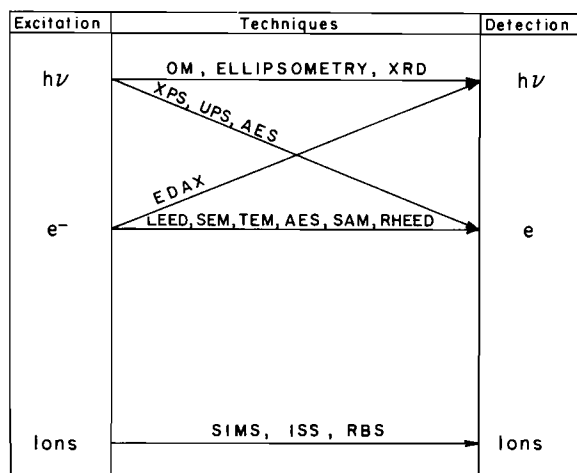 Excitation Techniques Detection
hν OM, ELLIPSOMETRY, XRD hν
XPS, UPS, AES
EDAX
e⁻ LEED, SEM, TEM, AES, SAM, RHEED e
Ions SIMS, ISS, RBS Ions